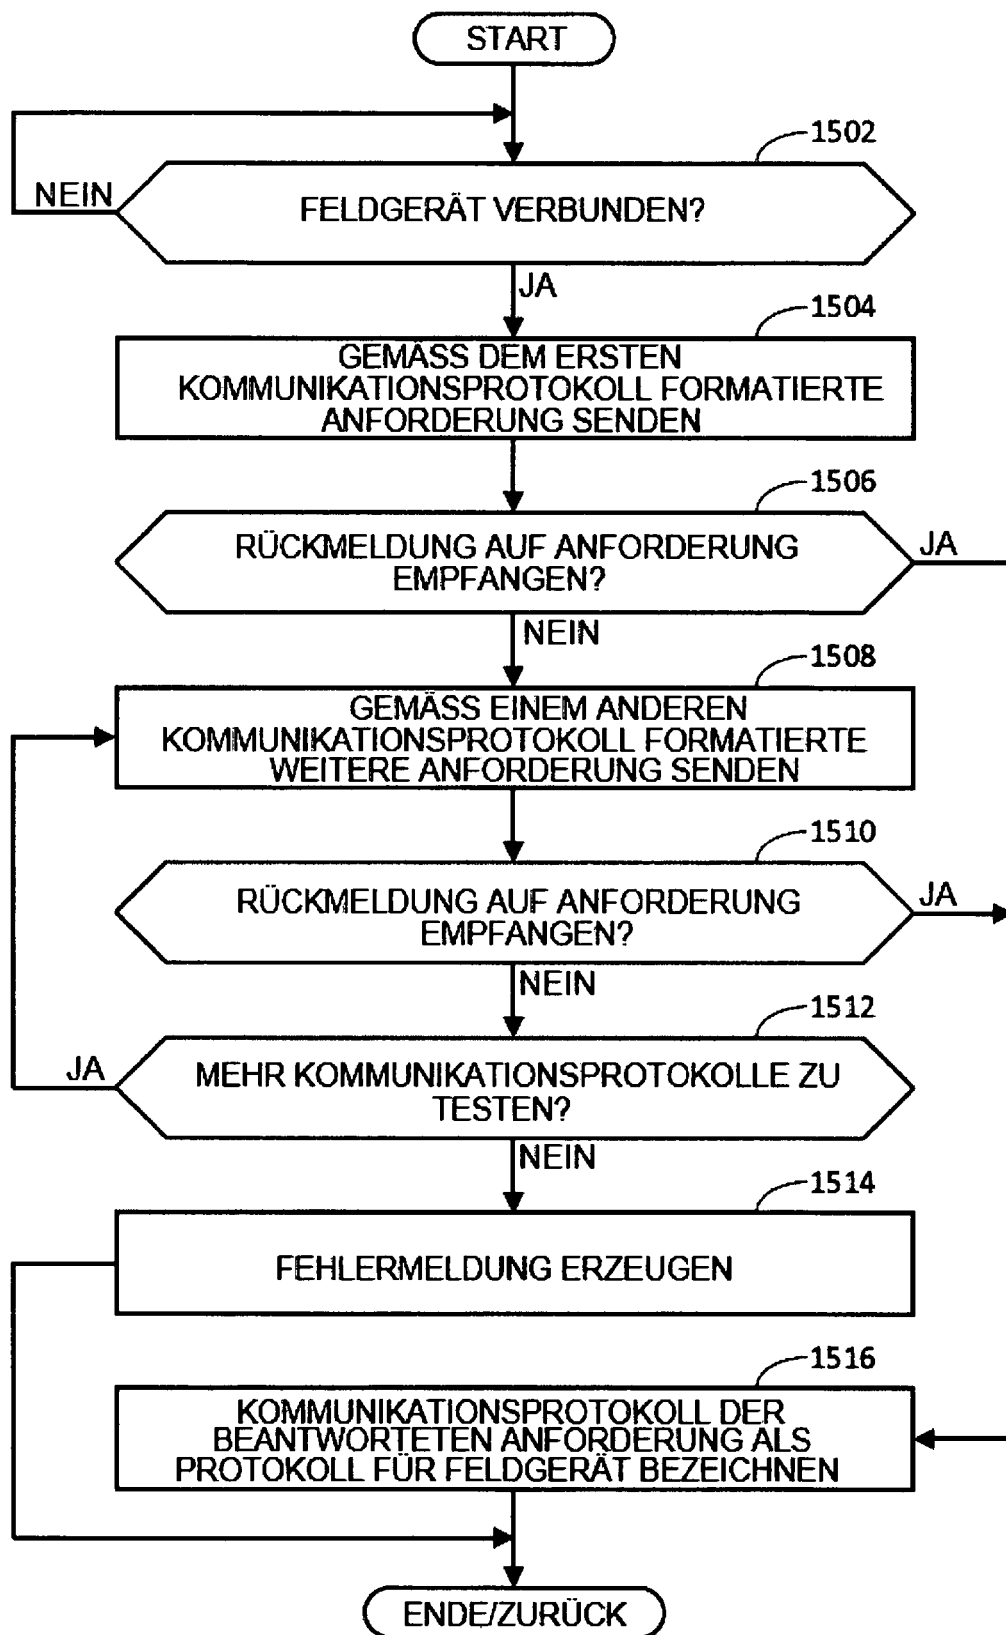 START
1502
NEIN
FELDGERÄT VERBUNDEN?
JA
1504
GEMÄSS DEM ERSTEN
KOMMUNIKATIONSPROTOKOLL FORMATIERTE
ANFORDERUNG SENDEN
1506
RÜCKMELDUNG AUF ANFORDERUNG
EMPFANGEN?
JA
NEIN
1508
GEMÄSS EINEM ANDEREN
KOMMUNIKATIONSPROTOKOLL FORMATIERTE
WEITERE ANFORDERUNG SENDEN
1510
RÜCKMELDUNG AUF ANFORDERUNG
EMPFANGEN?
JA
NEIN
1512
JA
MEHR KOMMUNIKATIONSPROTOKOLLE ZU
TESTEN?
NEIN
1514
FEHLERMELDUNG ERZEUGEN
1516
KOMMUNIKATIONSPROTOKOLL DER
BEANTWORTETEN ANFORDERUNG ALS
PROTOKOLL FÜR FELDGERÄT BEZEICHNEN
ENDE/ZURÜCK